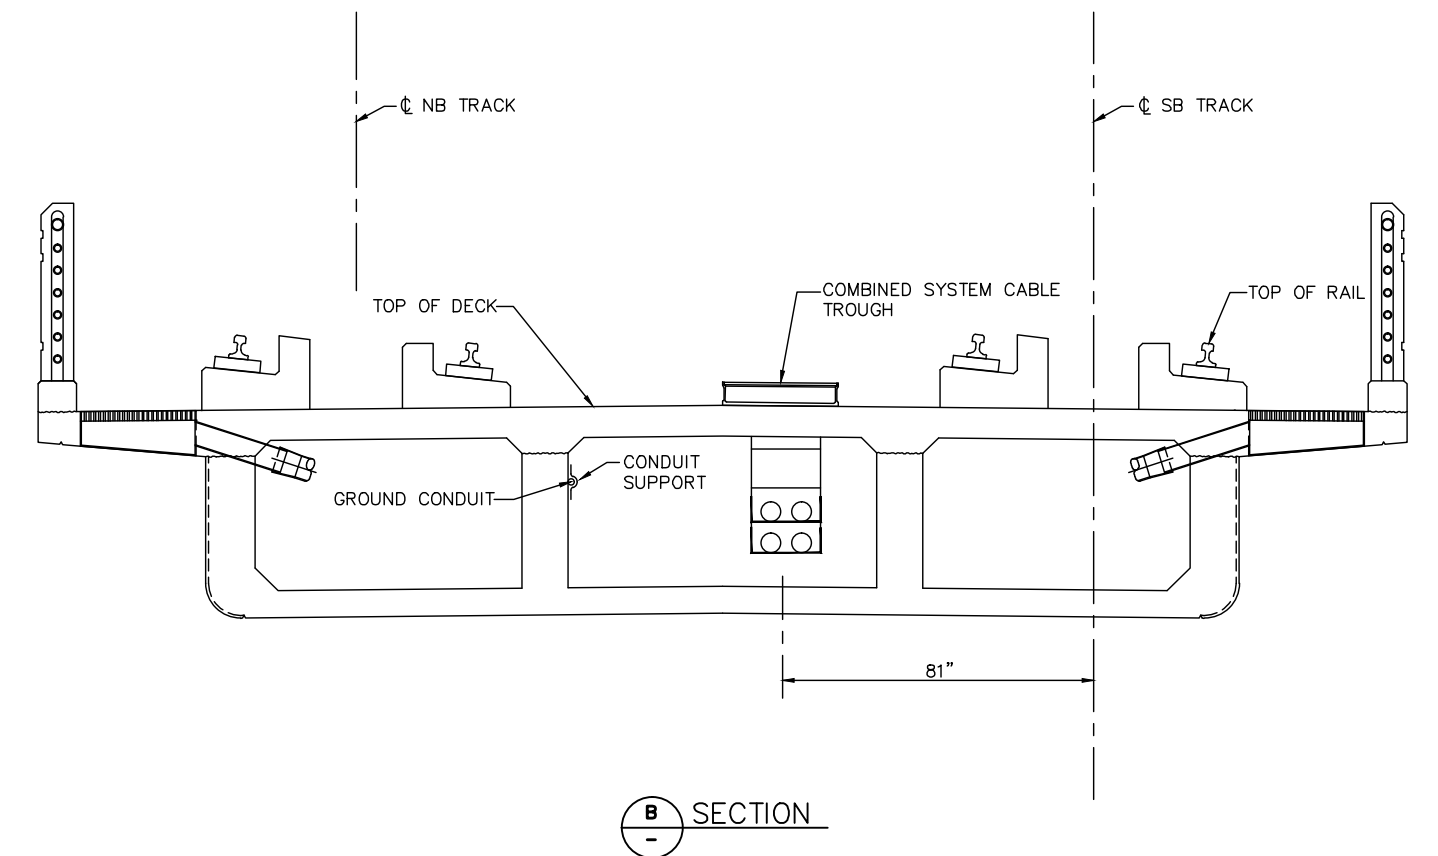 ℄ NB TRACK
℄ SB TRACK
COMBINED SYSTEM CABLE
TROUGH
TOP OF RAIL
TOP OF DECK
CONDUIT
SUPPORT
GROUND CONDUIT
81”
B
SECTION
-